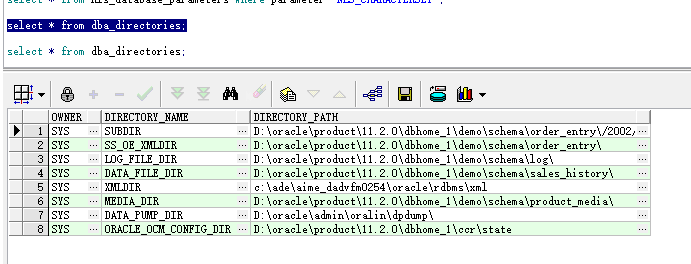 select * from nls_database_parameters where parameter 'NLS_CHARACTERSET';
select * from dba_directories;
select * from dba_directories;
OWNER DIRECTORY_NAME DIRECTORY_PATH
1 SYS ... SUBDIR ... D:\oracle\product\11.2.0\dbhome_1\demo\schema\order_entry\/2002/ ...
2 SYS ... SS_OE_XMLDIR ... D:\oracle\product\11.2.0\dbhome_1\demo\schema\order_entry\ ...
3 SYS ... LOG_FILE_DIR ... D:\oracle\product\11.2.0\dbhome_1\demo\schema\log\ ...
4 SYS ... DATA_FILE_DIR ... D:\oracle\product\11.2.0\dbhome_1\demo\schema\sales_history\ ...
5 SYS ... XMLDIR ... c:\ade\aime_dadvfm0254\oracle\rdbms\xml ...
6 SYS ... MEDIA_DIR ... D:\oracle\product\11.2.0\dbhome_1\demo\schema\product_media\ ...
7 SYS ... DATA_PUMP_DIR ... D:\oracle\admin\oralin\dpdump\ ...
8 SYS ... ORACLE_OCM_CONFIG_DIR ... D:\oracle\product\11.2.0\dbhome_1\ccr\state ...